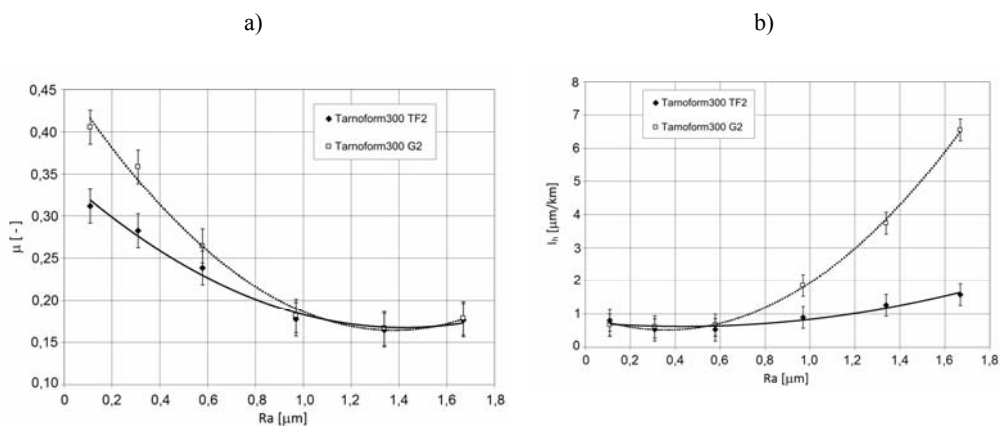 a)
b)
0,45
0,40
0,35
0,30
0,25
0,20
0,15
0,10
μ [ - ]
0 0,2 0,4 0,6 0,8 1,0 1,2 1,4 1,6 1,8
Ra [μm]
Tarnoform300 TF2
Tarnoform300 G2
8
7
6
5
4
3
2
1
0
Ih [μm/km]
0 0,2 0,4 0,6 0,8 1,0 1,2 1,4 1,6 1,8
Ra [μm]
Tarnoform300 TF2
Tarnoform300 G2